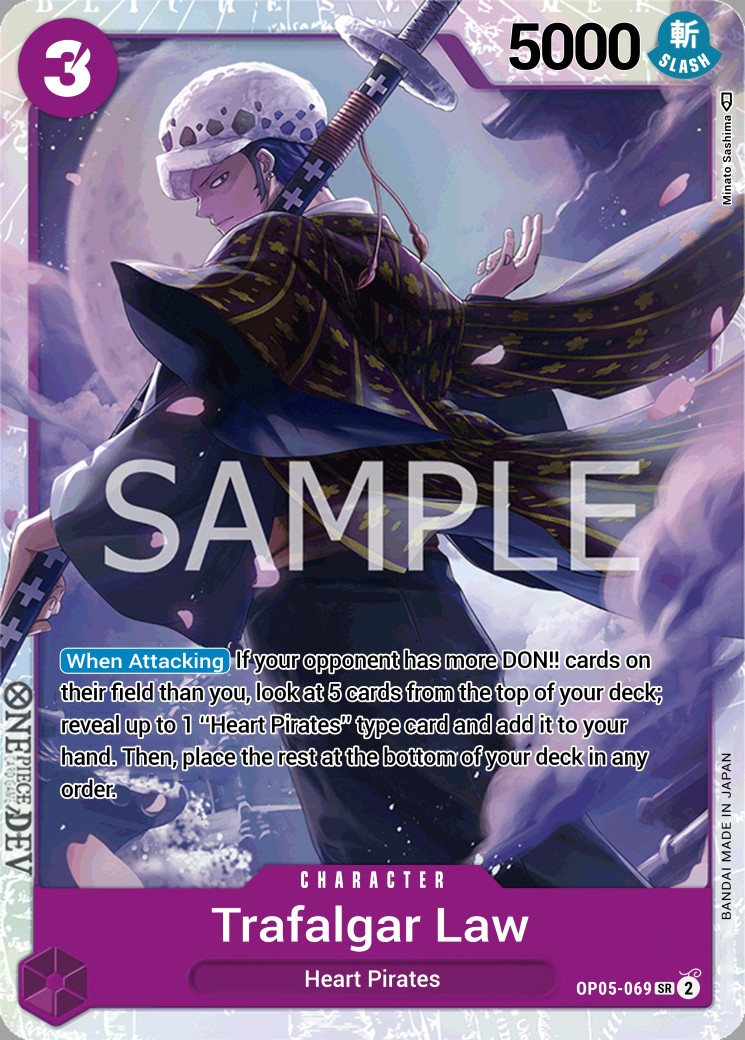 3
5000
斬
SLASH
Minato Sashima
SAMPLE
When Attacking If your opponent has more DON!! cards on
their field than you, look at 5 cards from the top of your deck;
reveal up to 1 “Heart Pirates” type card and add it to your
hand. Then, place the rest at the bottom of your deck in any
order.
ONE PIECE
CARD GAME
DEV
BANDAI MADE IN JAPAN
CHARACTER
Trafalgar Law
Heart Pirates
OP05-069 SR 2